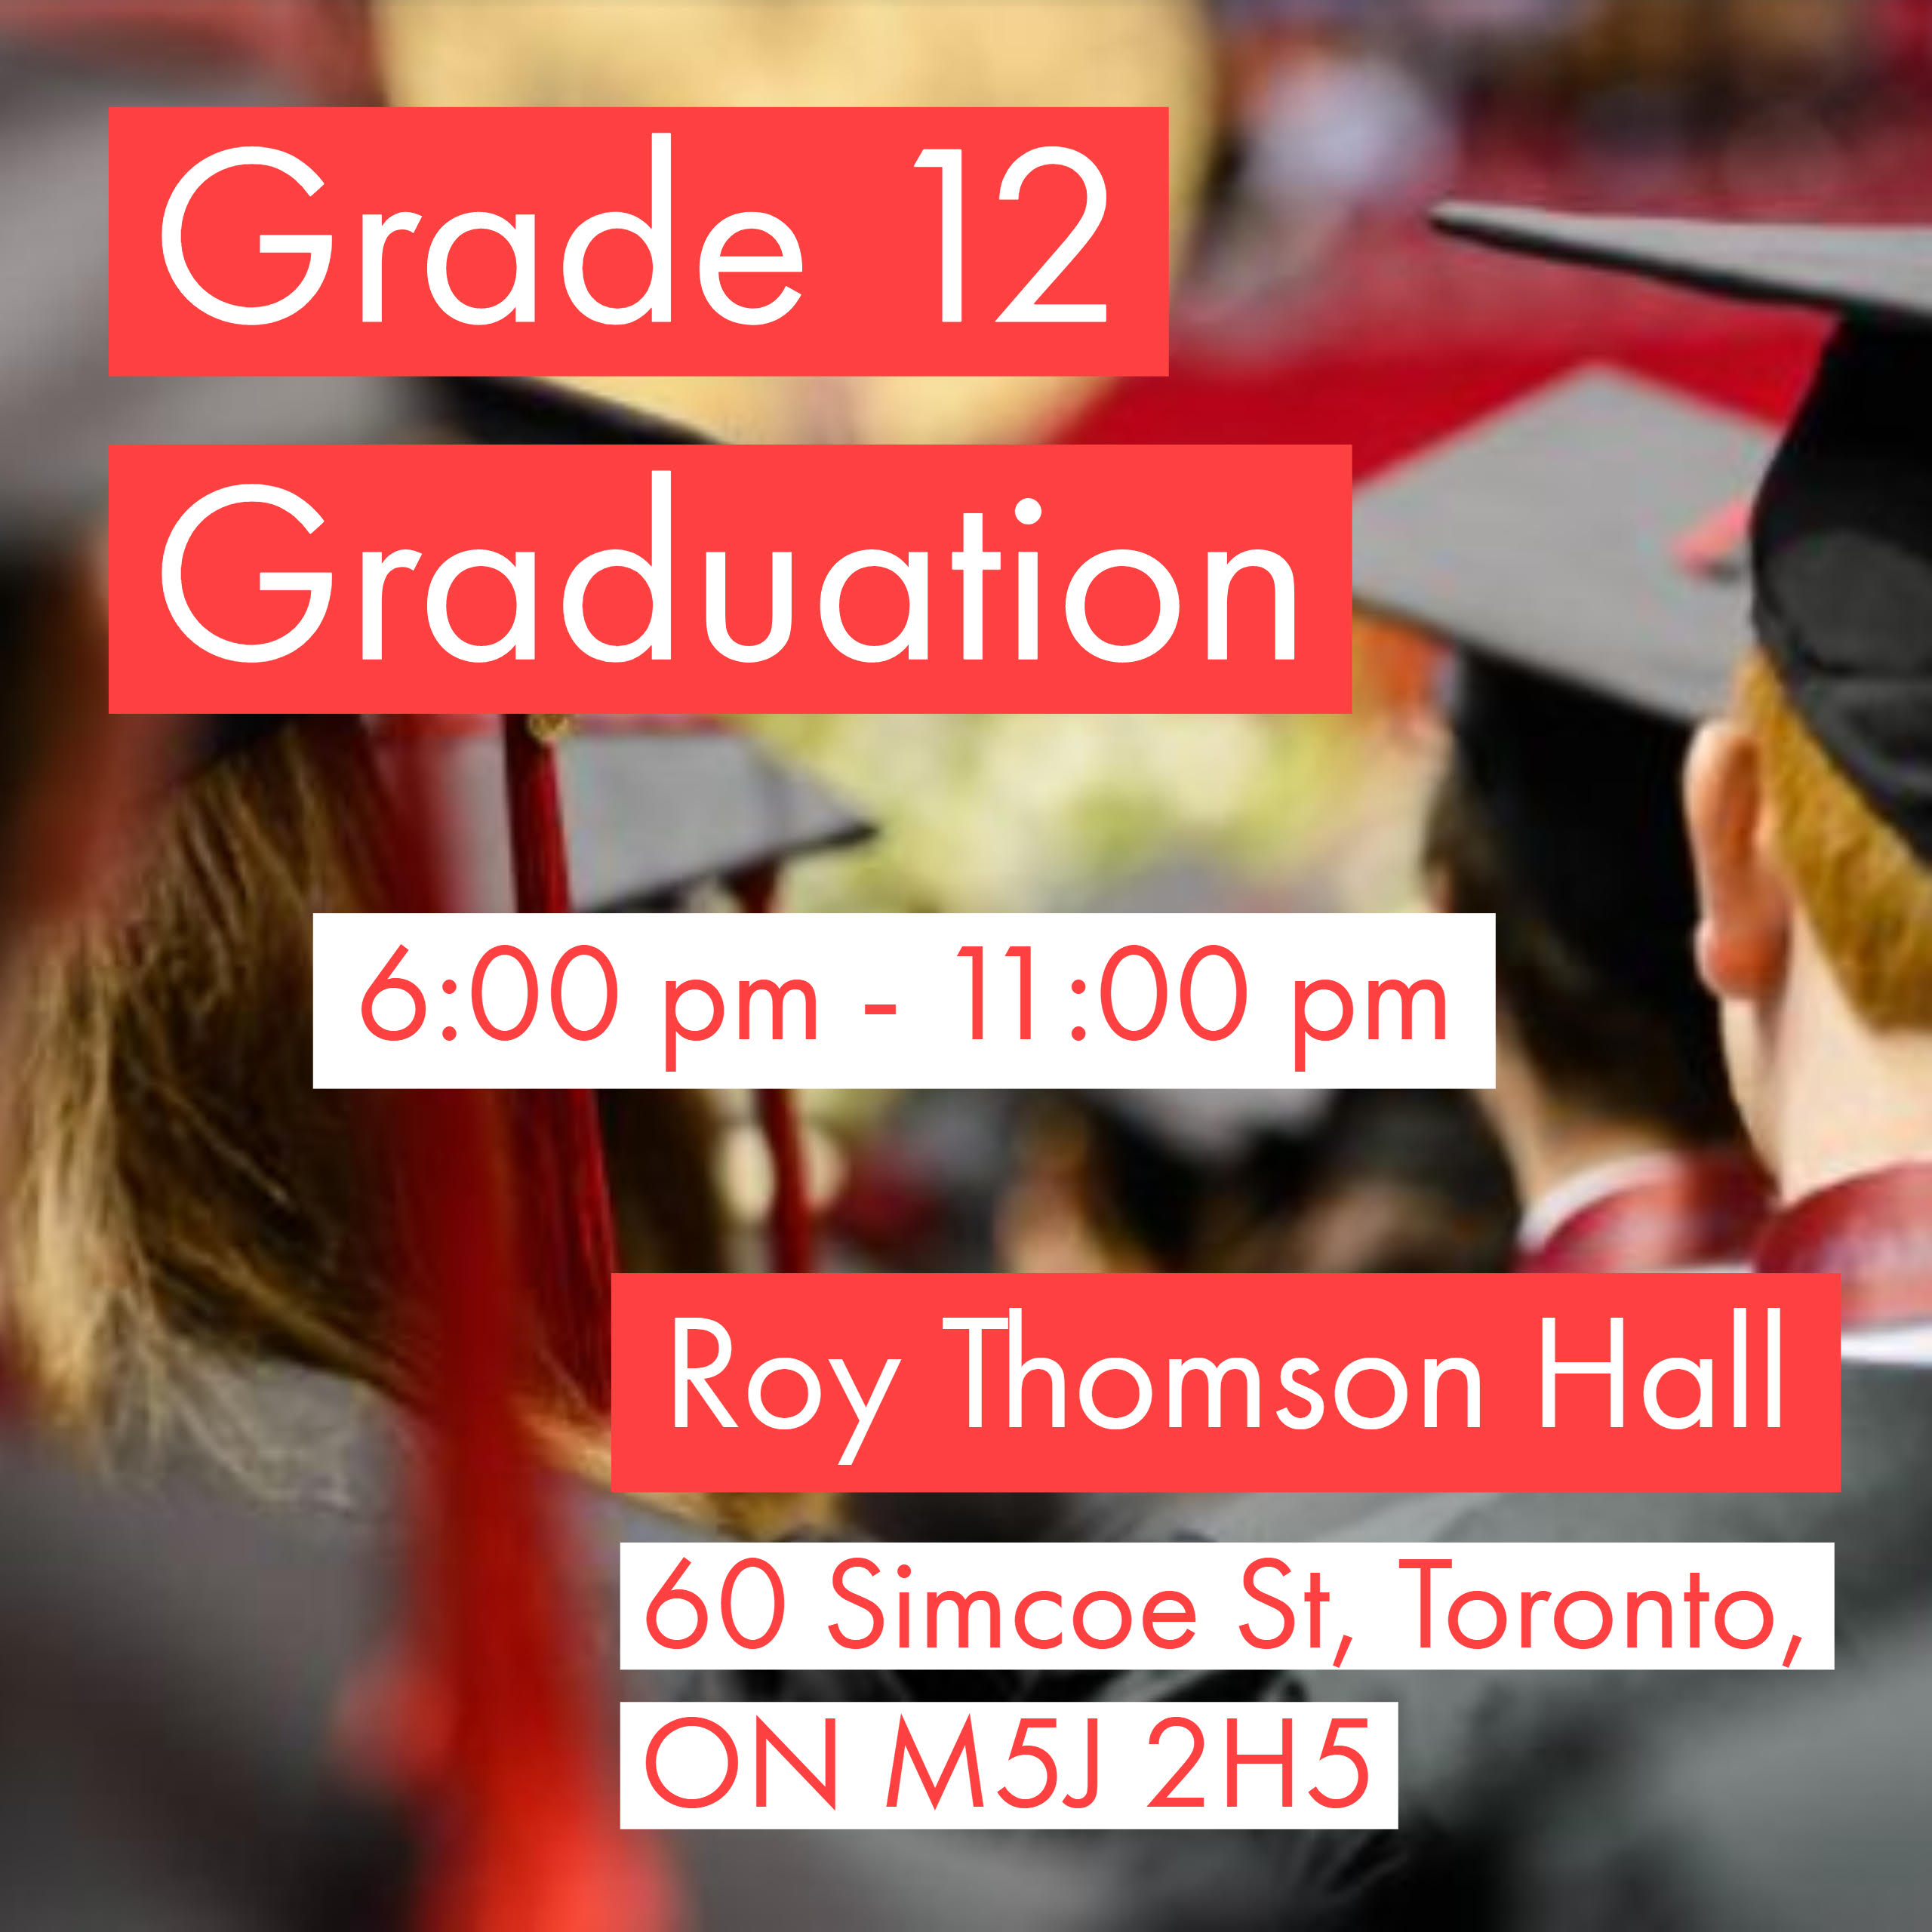 Grade 12
Graduation
6:00 pm - 11:00 pm
Roy Thomson Hall
60 Simcoe St, Toronto,
ON M5J 2H5